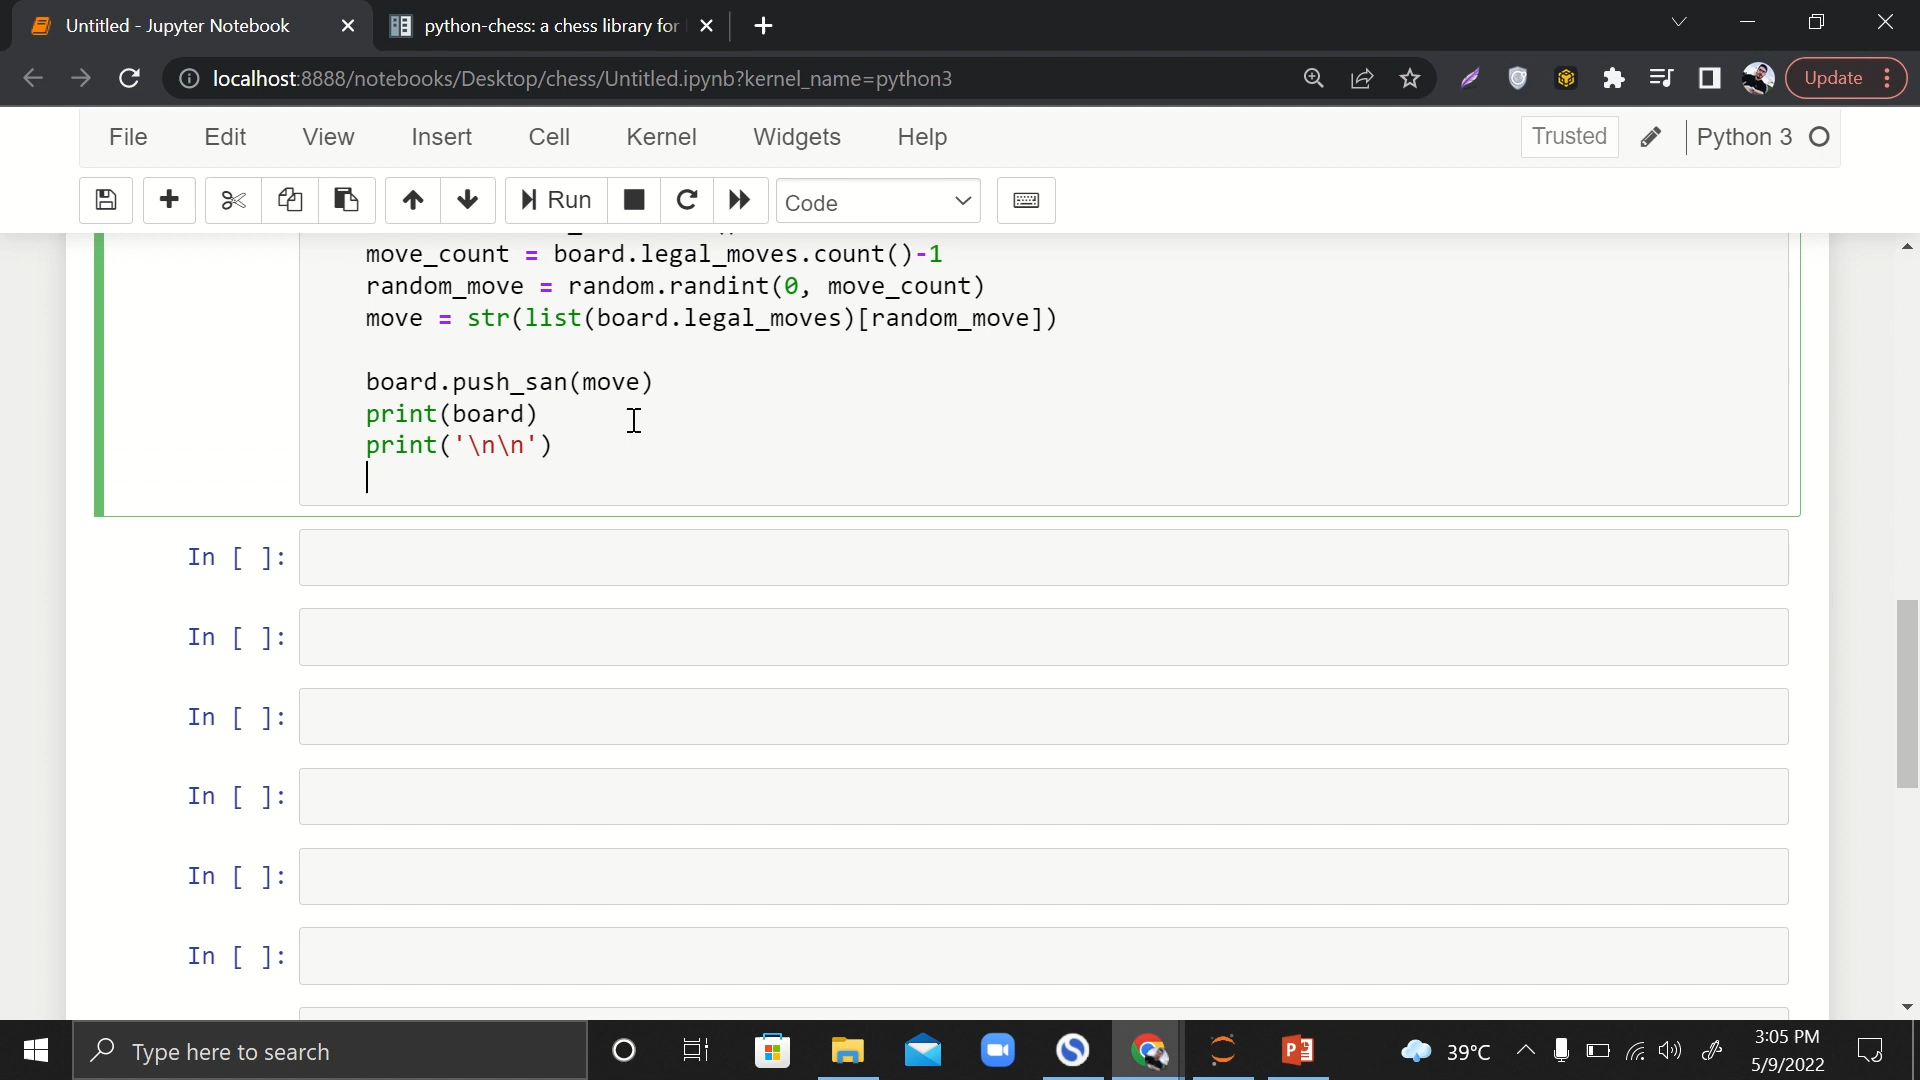 Untitled - Jupyter Notebook
python-chess: a chess library for
localhost:8888/notebooks/Desktop/chess/Untitled.ipynb?kernel_name=python3
Update
File Edit View Insert Cell Kernel Widgets Help
Trusted
Python 3
Run
Code
move_count = board.legal_moves.count()-1
random_move = random.randint(0, move_count)
move = str(list(board.legal_moves)[random_move])
board.push_san(move)
print(board)
print('\n\n')
In [ ]:
In [ ]:
In [ ]:
In [ ]:
In [ ]:
In [ ]:
Type here to search
39°C
3:05 PM
5/9/2022